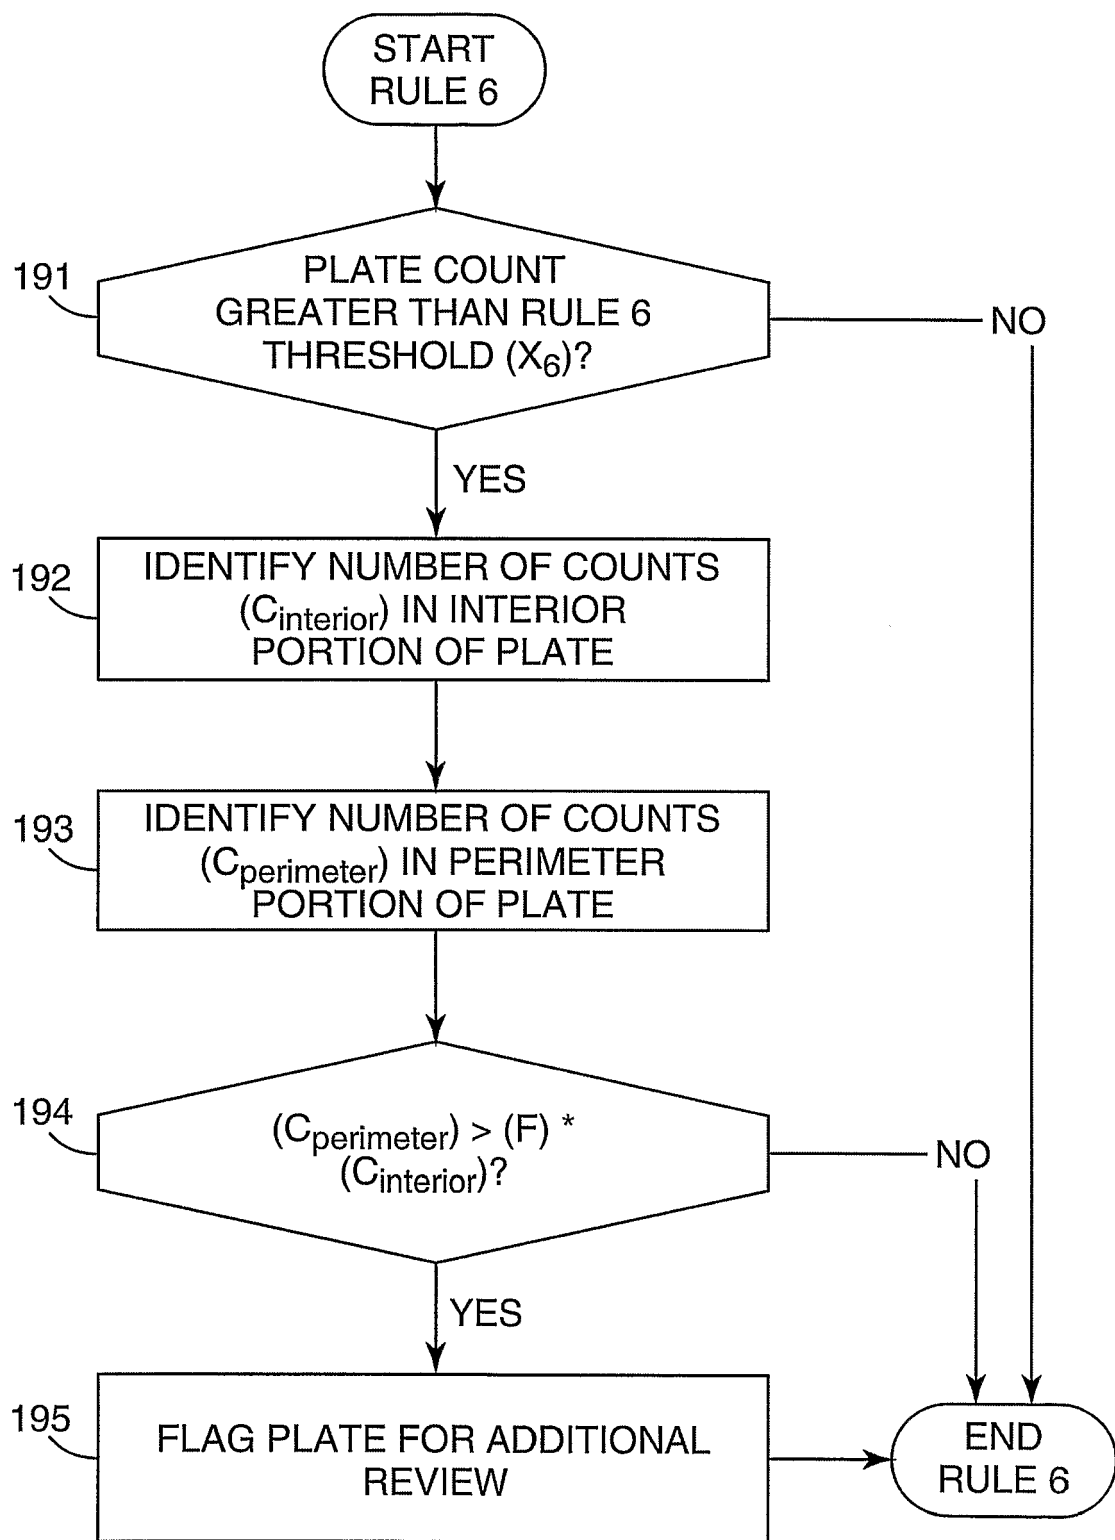 START
RULE 6
191
PLATE COUNT
GREATER THAN RULE 6
THRESHOLD (X6)?
NO
YES
192
IDENTIFY NUMBER OF COUNTS
(Cinterior) IN INTERIOR
PORTION OF PLATE
193
IDENTIFY NUMBER OF COUNTS
(Cperimeter) IN PERIMETER
PORTION OF PLATE
194
(Cperimeter) > (F) *
(Cinterior)?
NO
YES
195
FLAG PLATE FOR ADDITIONAL
REVIEW
END
RULE 6